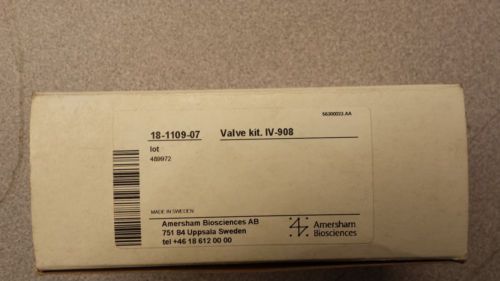 56300023 AA
18-1109-07 Valve kit. IV-908
lot
489972
MADE IN SWEDEN
Amersham Biosciences AB
751 84 Uppsala Sweden
tel +46 18 612 00 00
Amersham
Biosciences